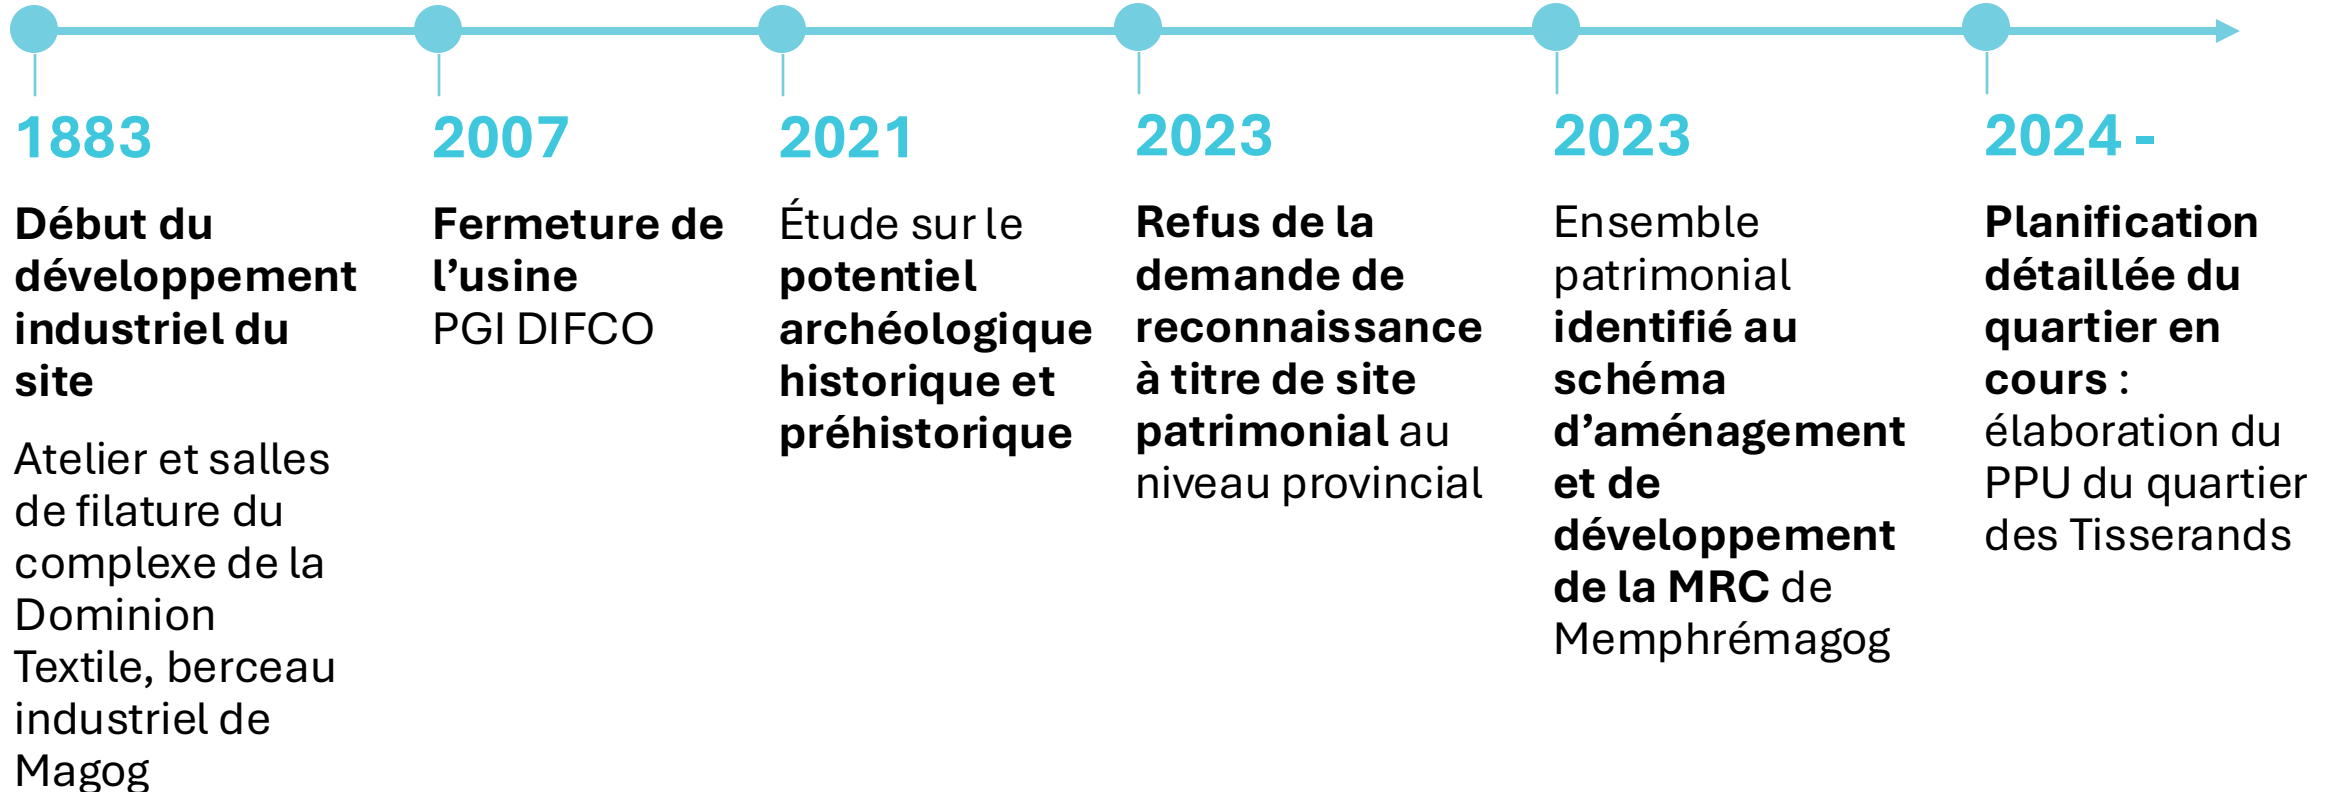 1883
Début du
développement
industriel du
site
Atelier et salles
de filature du
complexe de la
Dominion
Textile, berceau
industriel de
Magog
2007
Fermeture de
l’usine
PGI DIFCO
2021
Étude sur le
potentiel
archéologique
historique et
préhistorique
2023
Refus de la
demande de
reconnaissance
à titre de site
patrimonial au
niveau provincial
2023
Ensemble
patrimonial
identifié au
schéma
d’aménagement
et de
développement
de la MRC de
Memphrémagog
2024 -
Planification
détaillée du
quartier en
cours :
élaboration du
PPU du quartier
des Tisserands